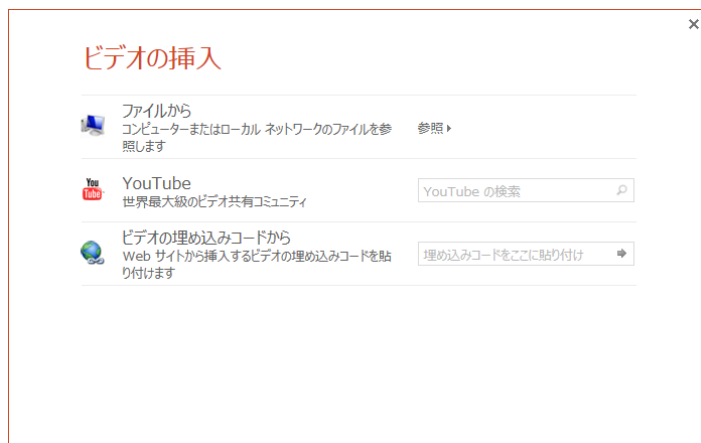 ビデオの挿入
ファイルから
コンピューターまたはローカル ネットワークのファイルを参
照します
参照
You
Tube
YouTube
世界最大級のビデオ共有コミュニティ
YouTube の検索
ビデオの埋め込みコードから
Web サイトから挿入するビデオの埋め込みコードを貼
り付けます
埋め込みコードをここに貼り付け